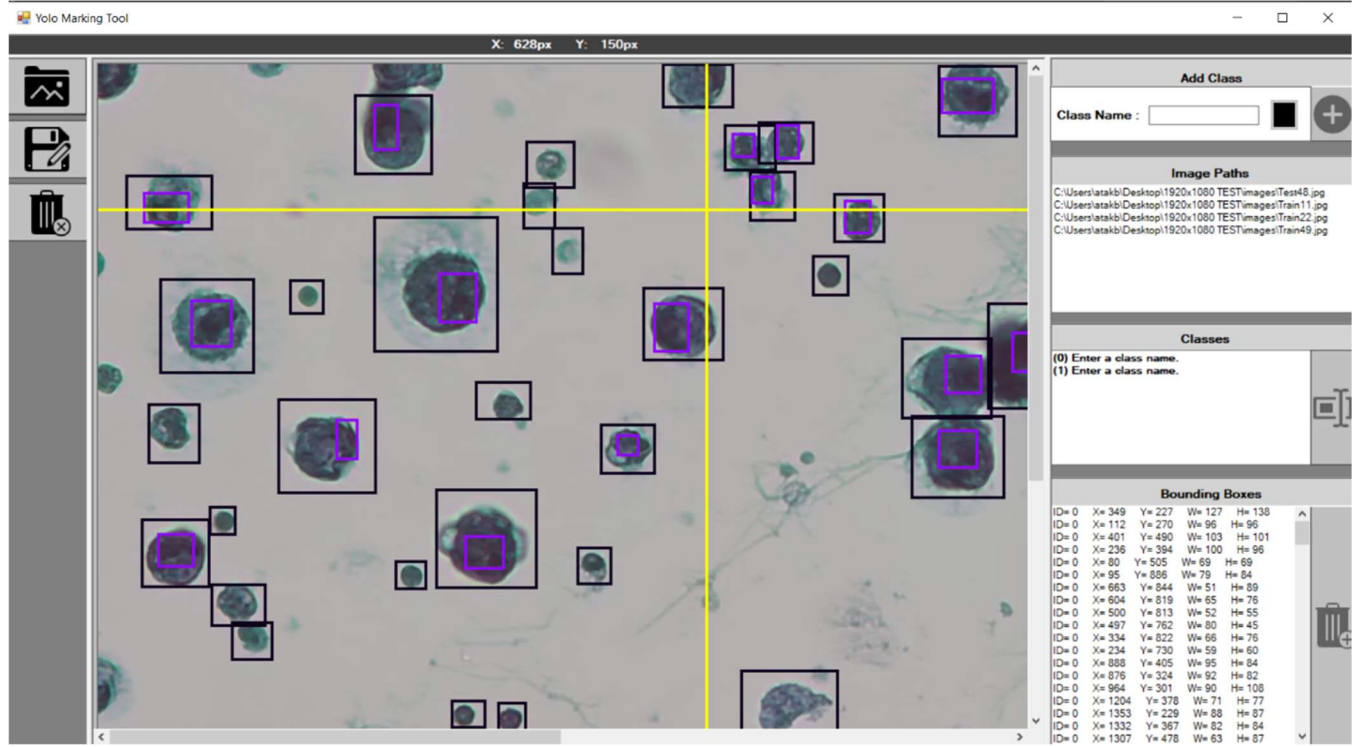 Yolo Marking Tool
X: 628px Y: 150px
Add Class
Class Name :
Image Paths
C:\Users\atakb\Desktop\1920x1080 TEST\images\Test48.jpg
C:\Users\atakb\Desktop\1920x1080 TEST\images\Train11.jpg
C:\Users\atakb\Desktop\1920x1080 TEST\images\Train22.jpg
C:\Users\atakb\Desktop\1920x1080 TEST\images\Train49.jpg
Classes
(0) Enter a class name.
(1) Enter a class name.
Bounding Boxes
ID= 0 X= 349 Y= 227 W= 127 H= 138
ID= 0 X= 112 Y= 270 W= 96 H= 96
ID= 0 X= 401 Y= 490 W= 103 H= 101
ID= 0 X= 236 Y= 394 W= 100 H= 96
ID= 0 X= 80 Y= 505 W= 69 H= 69
ID= 0 X= 95 Y= 886 W= 79 H= 84
ID= 0 X= 663 Y= 844 W= 51 H= 89
ID= 0 X= 604 Y= 819 W= 65 H= 76
ID= 0 X= 500 Y= 813 W= 52 H= 55
ID= 0 X= 497 Y= 762 W= 80 H= 45
ID= 0 X= 334 Y= 822 W= 66 H= 76
ID= 0 X= 234 Y= 730 W= 59 H= 60
ID= 0 X= 888 Y= 405 W= 95 H= 84
ID= 0 X= 876 Y= 324 W= 92 H= 82
ID= 0 X= 964 Y= 301 W= 90 H= 108
ID= 0 X= 1204 Y= 378 W= 71 H= 77
ID= 0 X= 1353 Y= 229 W= 88 H= 87
ID= 0 X= 1332 Y= 367 W= 82 H= 84
ID= 0 X= 1307 Y= 478 W= 63 H= 87